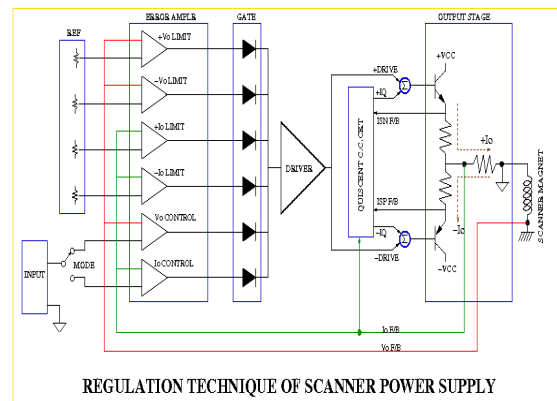 ERROR AMPLR
GATE
OUTPUT STAGE
REF
+Vo LIMIT
−Vo LIMIT
+Io LIMIT
−Io LIMIT
Vo CONTROL
Io CONTROL
INPUT
MODE
DRIVER
QUISCENT C.C. CKT
+DRIVE
+IQ
ISN F/B
ISP F/B
−IQ
−DRIVE
Σ
Σ
+VCC
−VCC
+Io
−Io
SCANNER MAGNET
Io F/B
Vo F/B
REGULATION TECHNIQUE OF SCANNER POWER SUPPLY